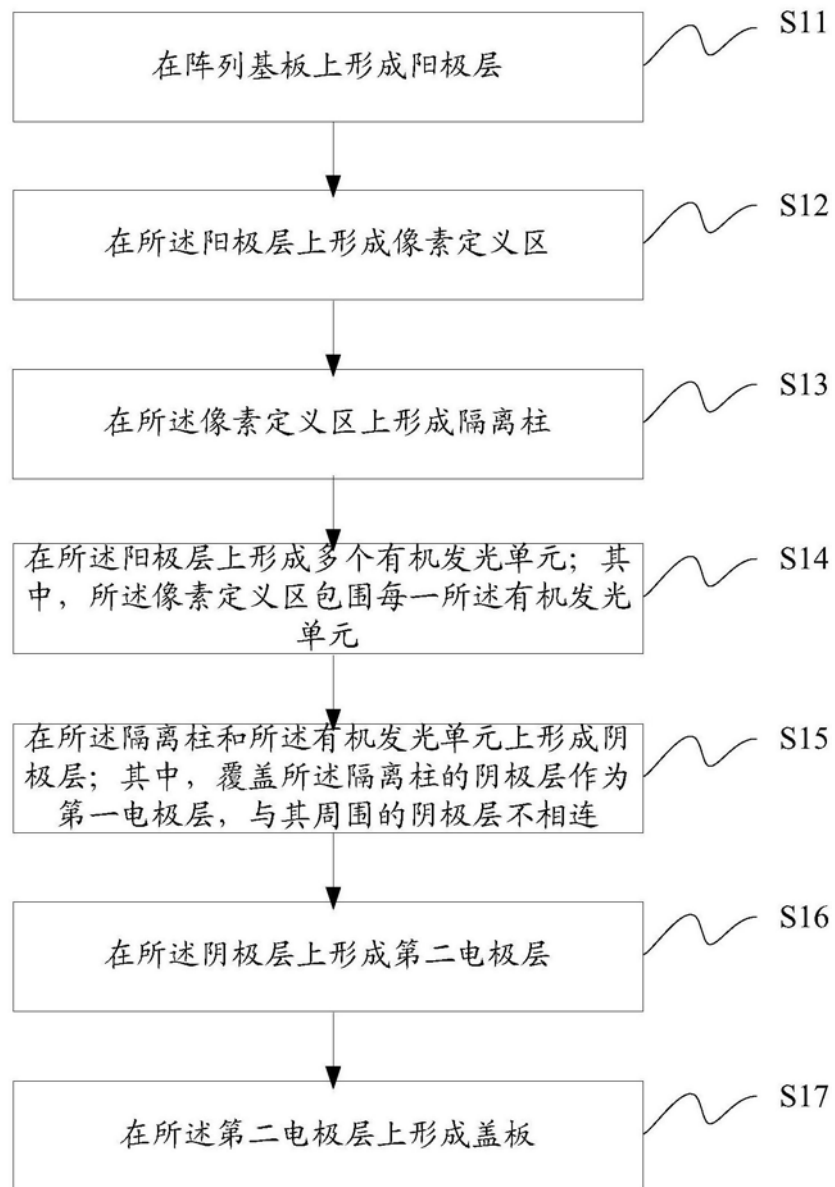 在阵列基板上形成阳极层
S11
在所述阳极层上形成像素定义区
S12
在所述像素定义区上形成隔离柱
S13
在所述阳极层上形成多个有机发光单元；其
中，所述像素定义区包围每一所述有机发光
单元
S14
在所述隔离柱和所述有机发光单元上形成阴
极层；其中，覆盖所述隔离柱的阴极层作为
第一电极层，与其周围的阴极层不相连
S15
在所述阴极层上形成第二电极层
S16
在所述第二电极层上形成盖板
S17